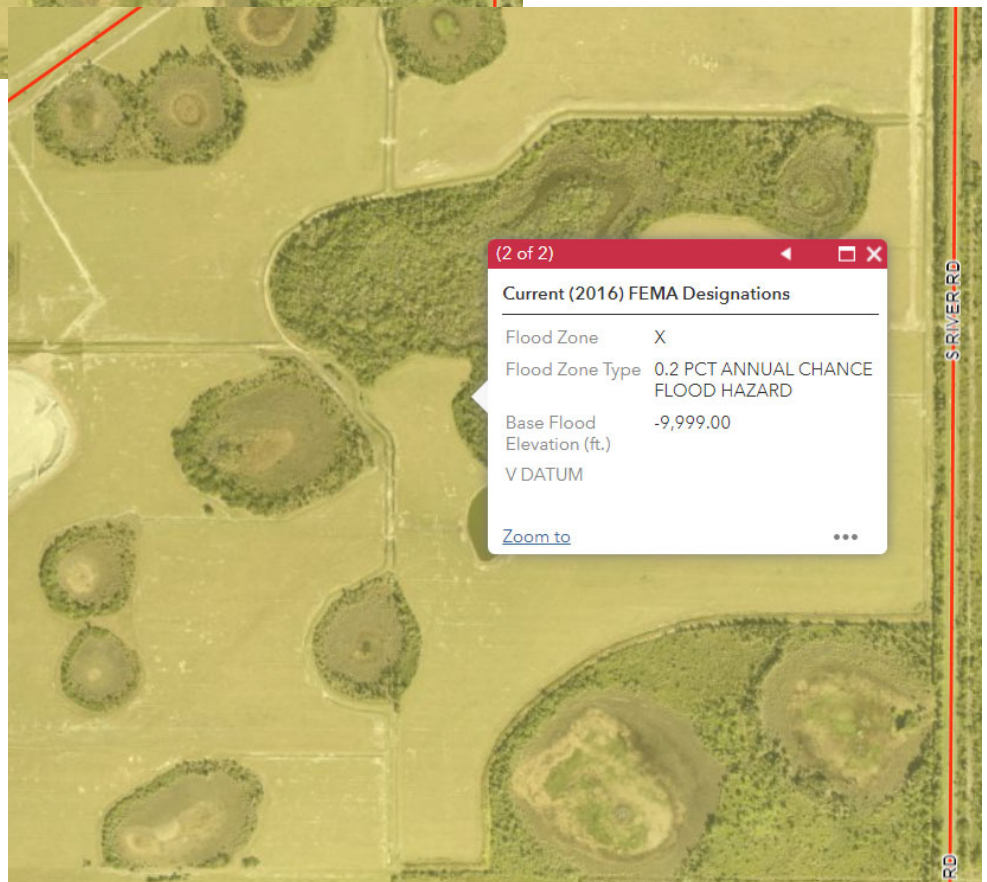 (2 of 2)
Current (2016) FEMA Designations
Flood Zone X
Flood Zone Type 0.2 PCT ANNUAL CHANCE
FLOOD HAZARD
Base Flood -9,999.00
Elevation (ft.)
V DATUM
Zoom to
S RIVER RD
RD